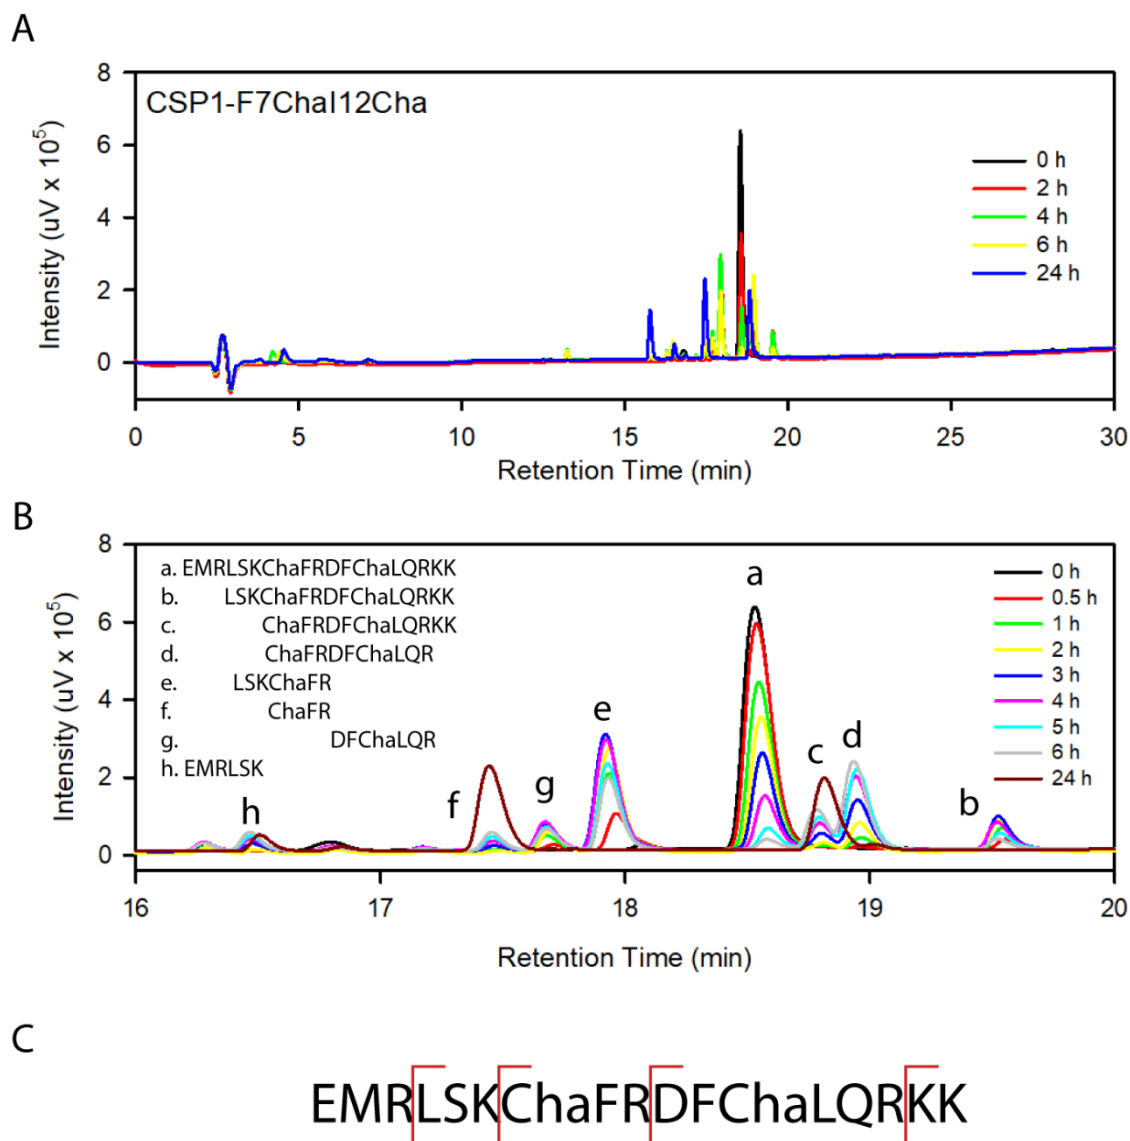 A
CSP1-F7ChaI12Cha
Intensity (uV x 10⁵)
8
6
4
2
0
0 h
2 h
4 h
6 h
24 h
0 5 10 15 20 25 30
Retention Time (min)
B
Intensity (uV x 10⁵)
8
6
4
2
0
a. EMRLSKChaFRDFChaLQRKK
b. LSKChaFRDFChaLQRKK
c. ChaFRDFChaLQRKK
d. ChaFRDFChaLQR
e. LSKChaFR
f. ChaFR
g. DFChaLQR
h. EMRLSK
h
f
g
e
a
c
d
b
0 h
0.5 h
1 h
2 h
3 h
4 h
5 h
6 h
24 h
16 17 18 19 20
Retention Time (min)
C
EMRLSKChaFRDFChaLQRKK